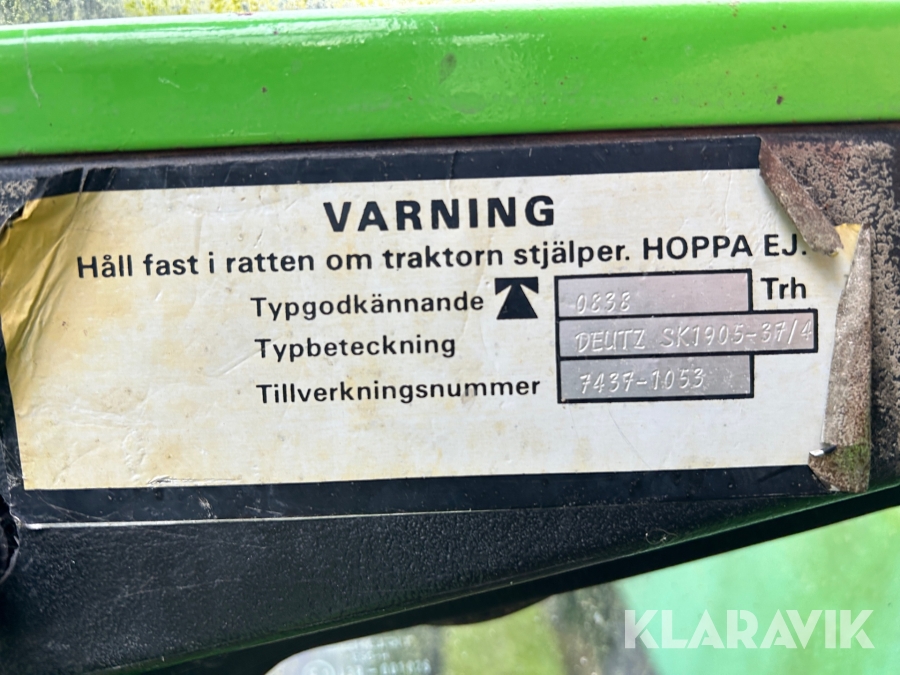 VARNING
Håll fast i ratten om traktorn stjälper. HOPPA EJ.
Typgodkännande 0838 Trh
Typbeteckning DEUTZ SK1905-37/4
Tillverkningsnummer 7437-1053
KLARAVIK